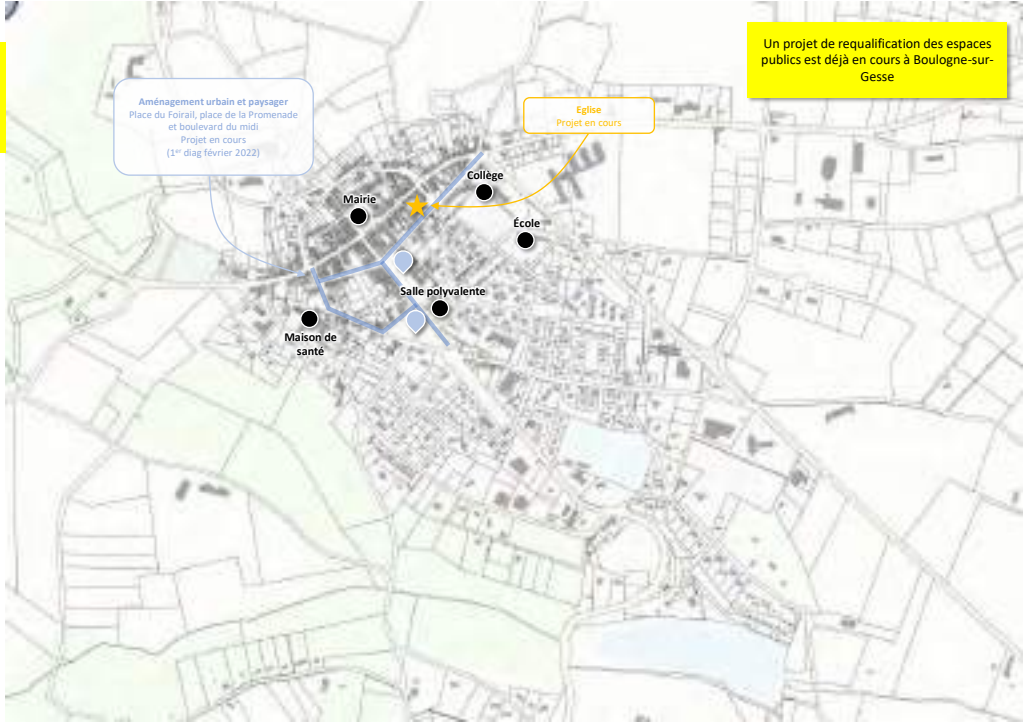 Un projet de requalification des espaces
publics est déjà en cours à Boulogne-sur-
Gesse
Aménagement urbain et paysager
Place du Foirail, place de la Promenade
et boulevard du midi
Projet en cours
(1er diag février 2022)
Eglise
Projet en cours
Collège
Mairie
École
Salle polyvalente
Maison de
santé